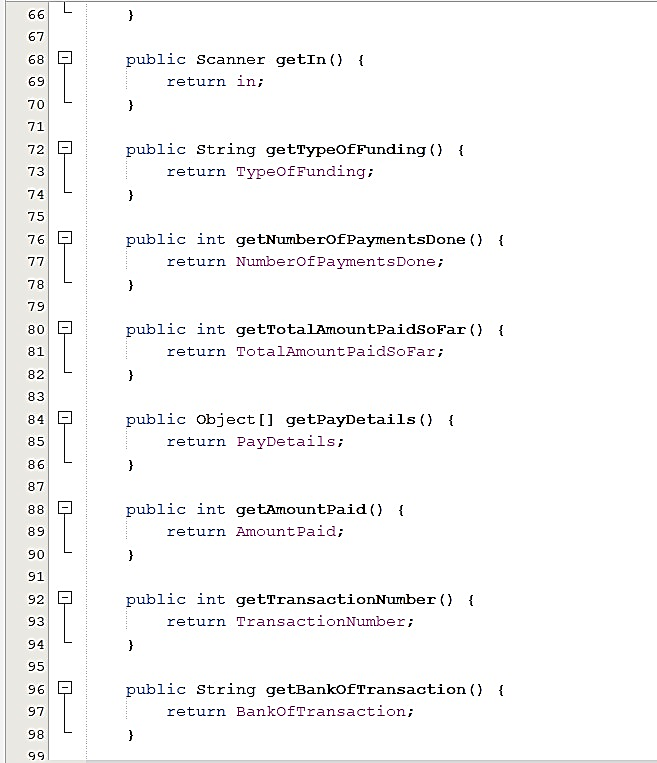 66 }
67
68 public Scanner getIn() {
69 return in;
70 }
71
72 public String getTypeOfFunding() {
73 return TypeOfFunding;
74 }
75
76 public int getNumberOfPaymentsDone() {
77 return NumberOfPaymentsDone;
78 }
79
80 public int getTotalAmountPaidSoFar() {
81 return TotalAmountPaidSoFar;
82 }
83
84 public Object[] getPayDetails() {
85 return PayDetails;
86 }
87
88 public int getAmountPaid() {
89 return AmountPaid;
90 }
91
92 public int getTransactionNumber() {
93 return TransactionNumber;
94 }
95
96 public String getBankOfTransaction() {
97 return BankOfTransaction;
98 }
99